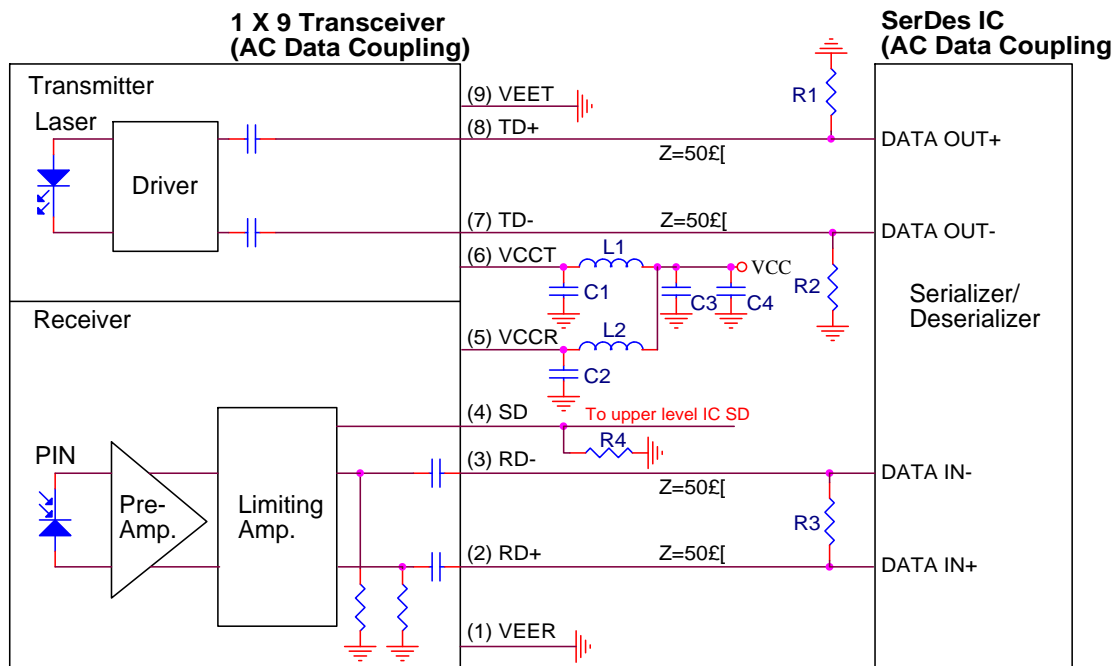 1 X 9 Transceiver
(AC Data Coupling)
SerDes IC
(AC Data Coupling
Transmitter
Laser
Driver
(9) VEET
(8) TD+
Z=50£[
R1
DATA OUT+
(7) TD-
Z=50£[
DATA OUT-
(6) VCCT
L1
VCC
C1
C3
C4
R2
Serializer/
Deserializer
Receiver
(5) VCCR
L2
C2
(4) SD
To upper level IC SD
R4
PIN
Pre-
Amp.
Limiting
Amp.
(3) RD-
Z=50£[
DATA IN-
R3
(2) RD+
Z=50£[
DATA IN+
(1) VEER